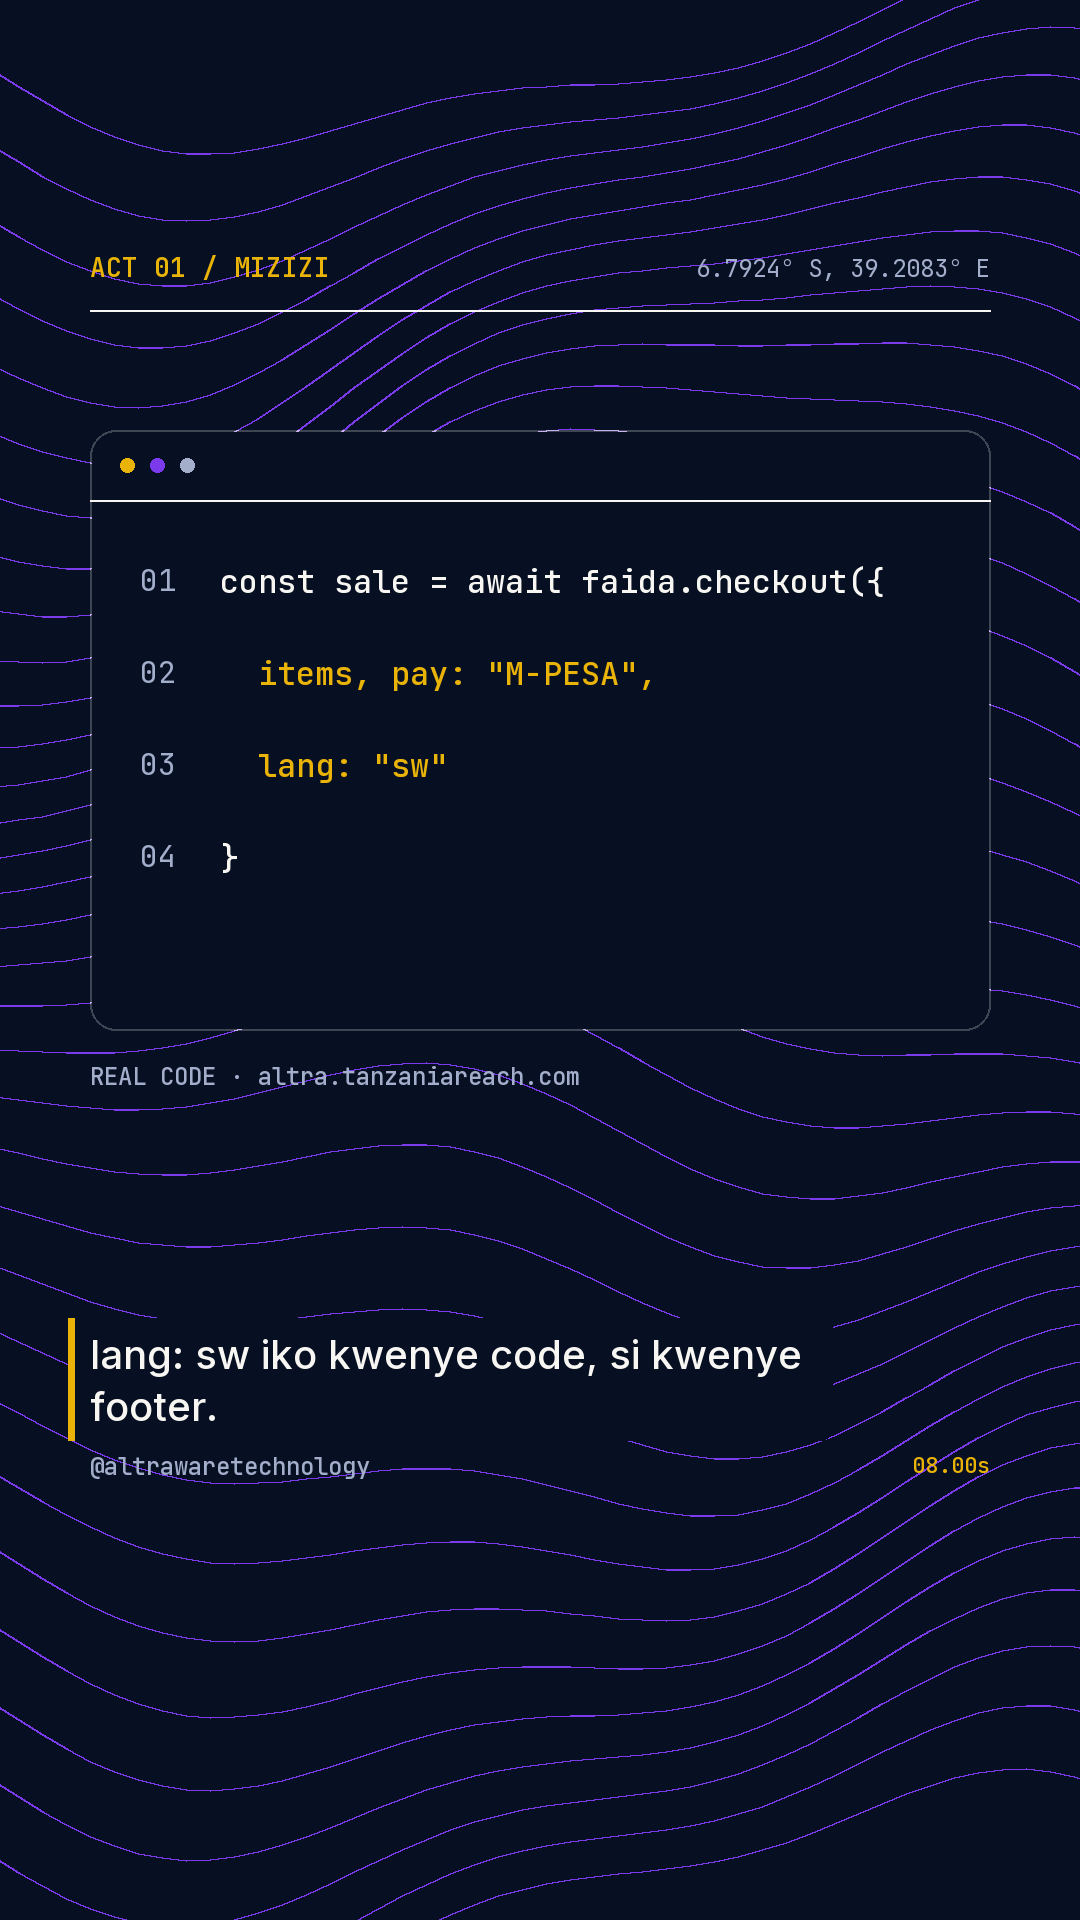 ACT 01 / MIZIZI
6.7924° S, 39.2083° E
01 const sale = await faida.checkout({
02 items, pay: "M-PESA",
03 lang: "sw"
04 }
REAL CODE · altra.tanzaniareach.com
lang: sw iko kwenye code, si kwenye
footer.
@altrawaretechnology
08.00s